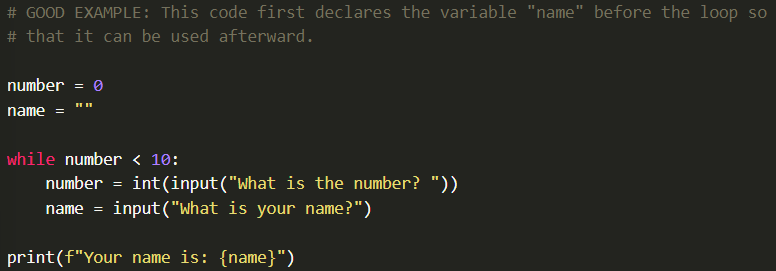 # GOOD EXAMPLE: This code first declares the variable "name" before the loop so
# that it can be used afterward.
number = 0
name = ""
while number < 10:
    number = int(input("What is the number? "))
    name = input("What is your name?")
print(f"Your name is: {name}")